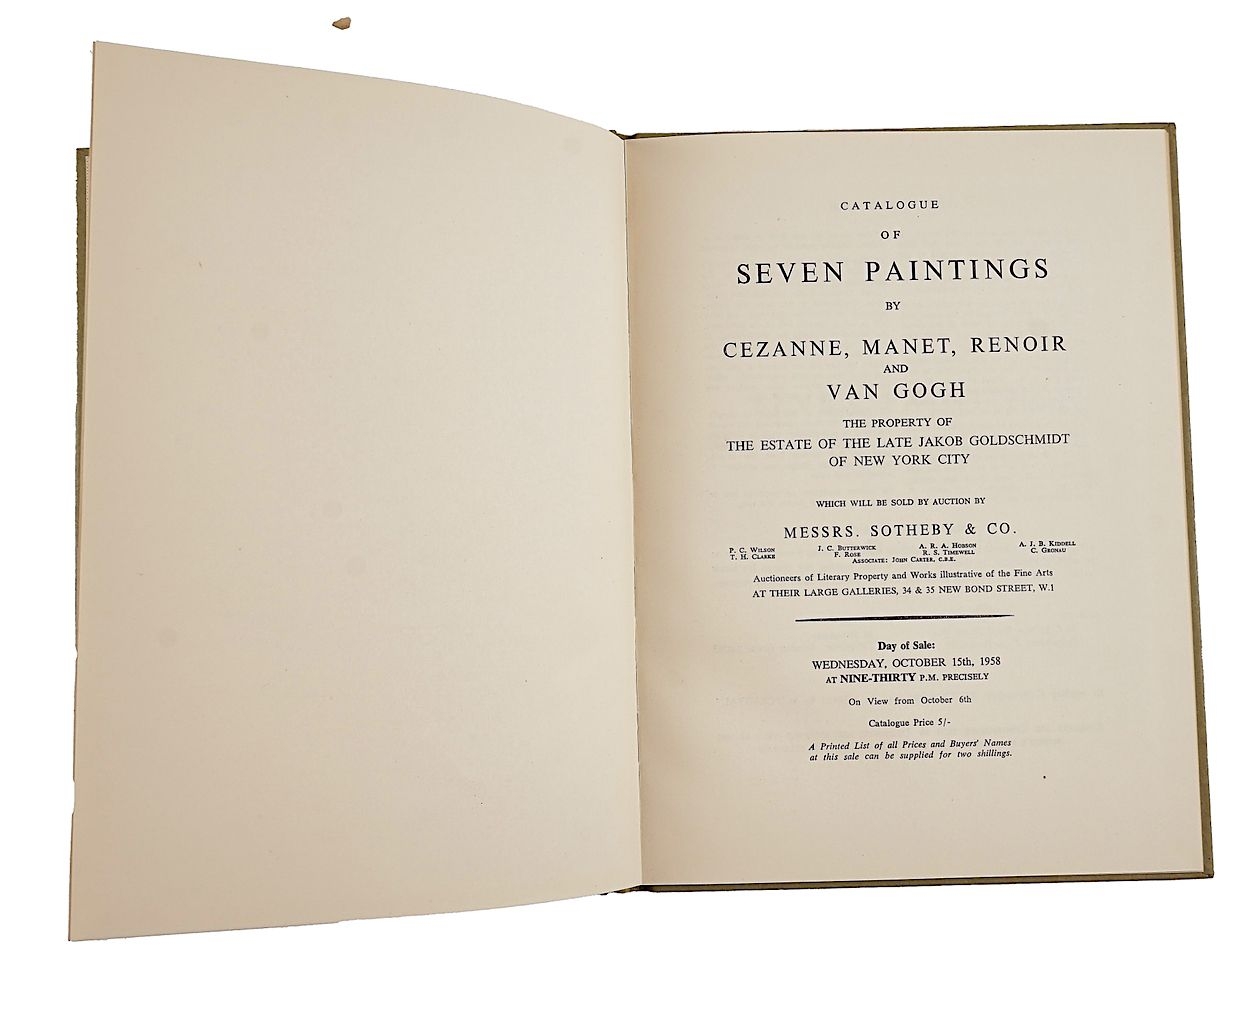 CATALOGUE
OF
SEVEN PAINTINGS
BY
CEZANNE, MANET, RENOIR
AND
VAN GOGH
THE PROPERTY OF
THE ESTATE OF THE LATE JAKOB GOLDSCHMIDT
OF NEW YORK CITY
WHICH WILL BE SOLD BY AUCTION BY
MESSRS. SOTHEBY & CO.
P. C. WILSON J. C. BUTTERWICK A. R. A. HOBSON A. J. B. KIDDELL
T. H. CLARKE F. ROSE R. S. TIMEWELL C. GRONAU
ASSOCIATE: JOHN CARTER, C.B.E.
Auctioneers of Literary Property and Works illustrative of the Fine Arts
AT THEIR LARGE GALLERIES, 34 & 35 NEW BOND STREET, W.1
Day of Sale:
WEDNESDAY, OCTOBER 15th, 1958
AT NINE-THIRTY P.M. PRECISELY
On View from October 6th
Catalogue Price 5/-
A Printed List of all Prices and Buyers' Names
at this sale can be supplied for two shillings.